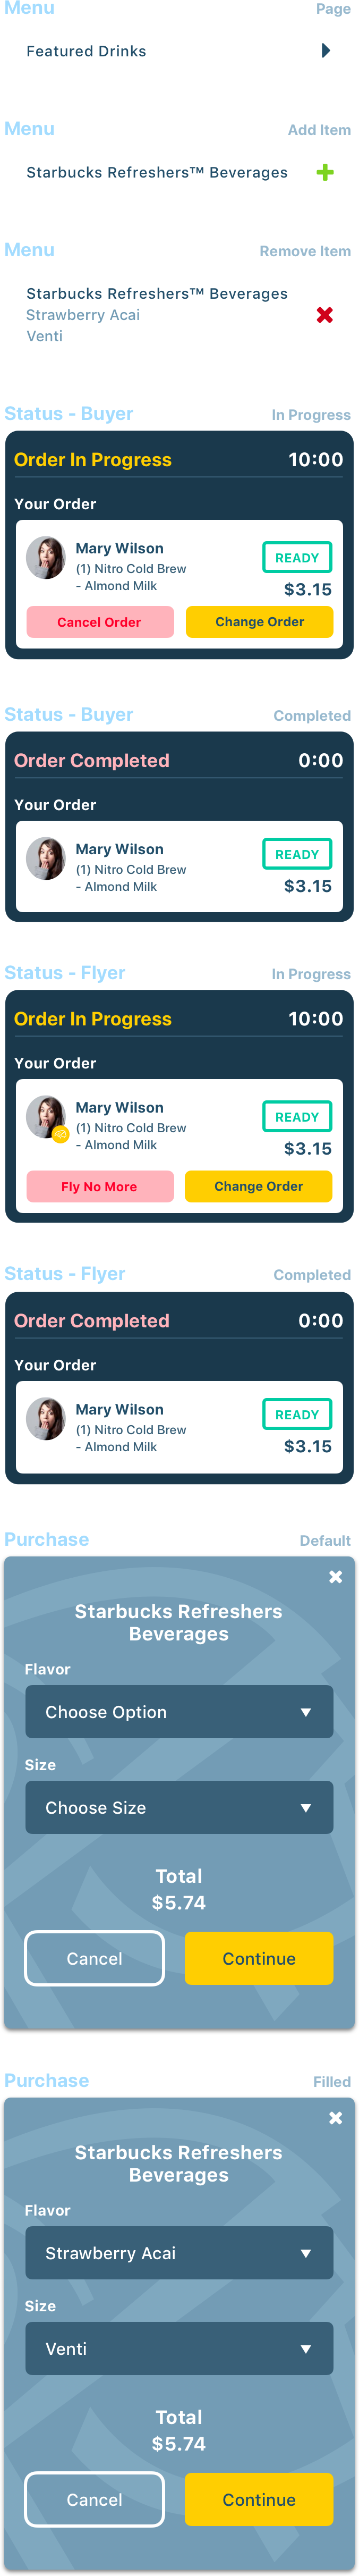 Menu Page
Featured Drinks
Menu Add Item
Starbucks Refreshers™ Beverages
Menu Remove Item
Starbucks Refreshers™ Beverages
Strawberry Acai
Venti
Status - Buyer In Progress
Order In Progress 10:00
Your Order
Mary Wilson
(1) Nitro Cold Brew
- Almond Milk
READY
$3.15
Cancel Order Change Order
Status - Buyer Completed
Order Completed 0:00
Your Order
Mary Wilson
(1) Nitro Cold Brew
- Almond Milk
READY
$3.15
Status - Flyer In Progress
Order In Progress 10:00
Your Order
Mary Wilson
(1) Nitro Cold Brew
- Almond Milk
READY
$3.15
Fly No More Change Order
Status - Flyer Completed
Order Completed 0:00
Your Order
Mary Wilson
(1) Nitro Cold Brew
- Almond Milk
READY
$3.15
Purchase Default
Starbucks Refreshers
Beverages
Flavor
Choose Option
Size
Choose Size
Total
$5.74
Cancel Continue
Purchase Filled
Starbucks Refreshers
Beverages
Flavor
Strawberry Acai
Size
Venti
Total
$5.74
Cancel Continue